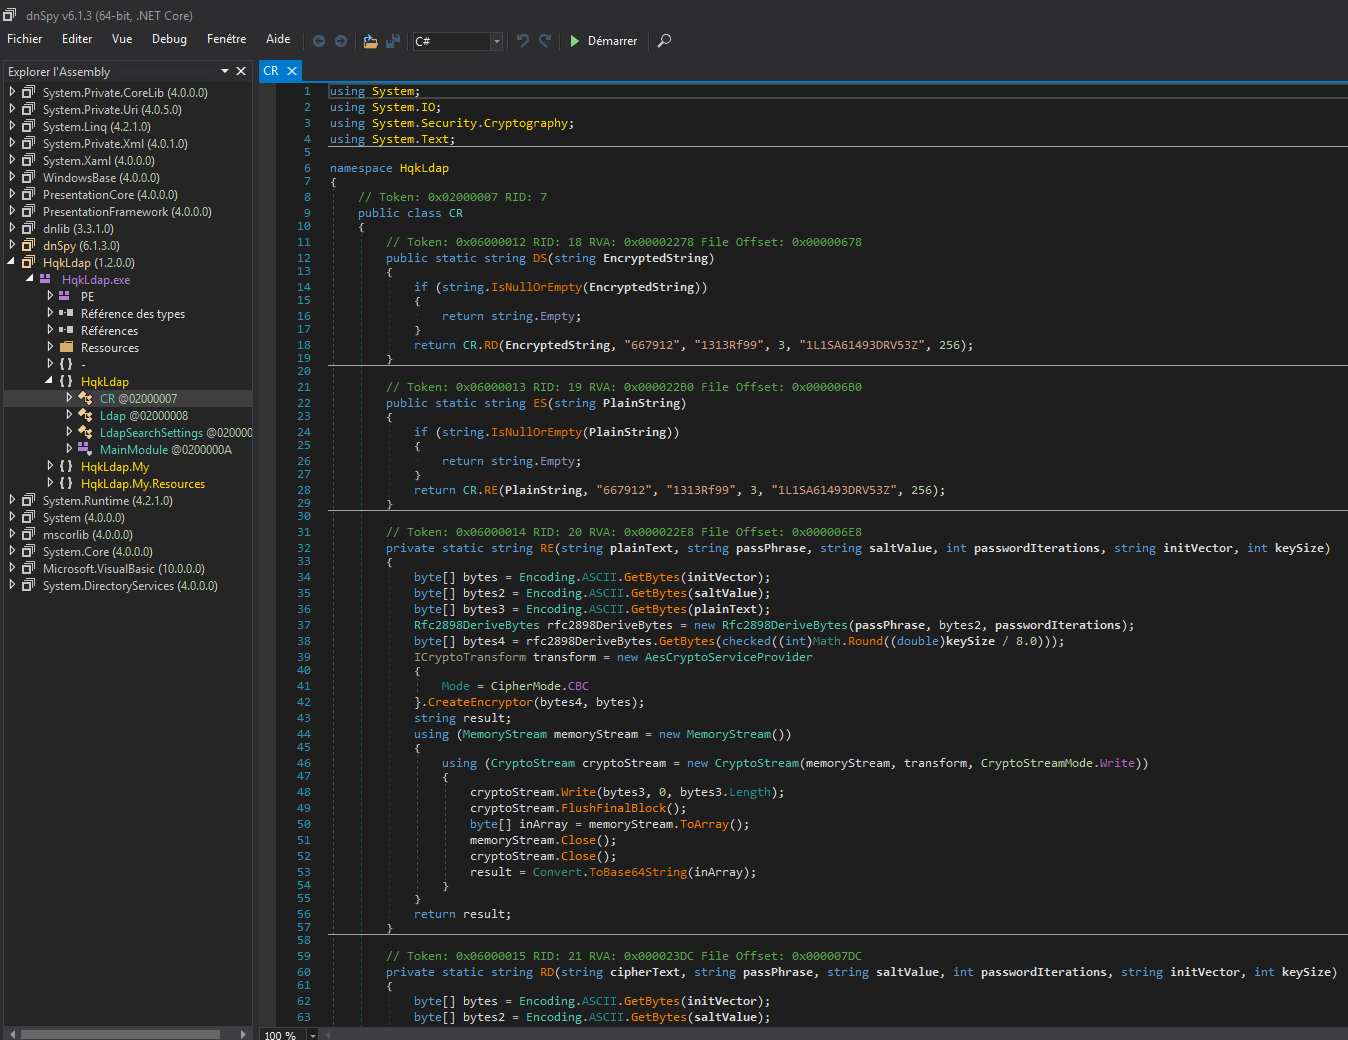 dnSpy v6.1.3 (64-bit, .NET Core)
Fichier Editer Vue Debug Fenêtre Aide C# Démarrer
Explorer l'Assembly
System.Private.CoreLib (4.0.0.0)
System.Private.Uri (4.0.5.0)
System.Linq (4.2.1.0)
System.Private.Xml (4.0.1.0)
System.Xaml (4.0.0.0)
WindowsBase (4.0.0.0)
PresentationCore (4.0.0.0)
PresentationFramework (4.0.0.0)
dnlib (3.3.1.0)
dnSpy (6.1.3.0)
HqkLdap (1.2.0.0)
HqkLdap.exe
PE
Référence des types
Références
Ressources
{ } -
{ } HqkLdap
CR @02000007
Ldap @02000008
LdapSearchSettings @020000
MainModule @0200000A
{ } HqkLdap.My
{ } HqkLdap.My.Resources
System.Runtime (4.2.1.0)
System (4.0.0.0)
mscorlib (4.0.0.0)
System.Core (4.0.0.0)
Microsoft.VisualBasic (10.0.0.0)
System.DirectoryServices (4.0.0.0)
CR
1 using System;
2 using System.IO;
3 using System.Security.Cryptography;
4 using System.Text;
5
6 namespace HqkLdap
7 {
8 // Token: 0x02000007 RID: 7
9 public class CR
10 {
11 // Token: 0x06000012 RID: 18 RVA: 0x00002278 File Offset: 0x00000678
12 public static string DS(string EncryptedString)
13 {
14 if (string.IsNullOrEmpty(EncryptedString))
15 {
16 return string.Empty;
17 }
18 return CR.RD(EncryptedString, "667912", "1313Rf99", 3, "1L1SA61493DRV53Z", 256);
19 }
20
21 // Token: 0x06000013 RID: 19 RVA: 0x000022B0 File Offset: 0x000006B0
22 public static string ES(string PlainString)
23 {
24 if (string.IsNullOrEmpty(PlainString))
25 {
26 return string.Empty;
27 }
28 return CR.RE(PlainString, "667912", "1313Rf99", 3, "1L1SA61493DRV53Z", 256);
29 }
30
31 // Token: 0x06000014 RID: 20 RVA: 0x000022E8 File Offset: 0x000006E8
32 private static string RE(string plainText, string passPhrase, string saltValue, int passwordIterations, string initVector, int keySize)
33 {
34 byte[] bytes = Encoding.ASCII.GetBytes(initVector);
35 byte[] bytes2 = Encoding.ASCII.GetBytes(saltValue);
36 byte[] bytes3 = Encoding.ASCII.GetBytes(plainText);
37 Rfc2898DeriveBytes rfc2898DeriveBytes = new Rfc2898DeriveBytes(passPhrase, bytes2, passwordIterations);
38 byte[] bytes4 = rfc2898DeriveBytes.GetBytes(checked((int)Math.Round((double)keySize / 8.0)));
39 ICryptoTransform transform = new AesCryptoServiceProvider
40 {
41 Mode = CipherMode.CBC
42 }.CreateEncryptor(bytes4, bytes);
43 string result;
44 using (MemoryStream memoryStream = new MemoryStream())
45 {
46 using (CryptoStream cryptoStream = new CryptoStream(memoryStream, transform, CryptoStreamMode.Write))
47 {
48 cryptoStream.Write(bytes3, 0, bytes3.Length);
49 cryptoStream.FlushFinalBlock();
50 byte[] inArray = memoryStream.ToArray();
51 memoryStream.Close();
52 cryptoStream.Close();
53 result = Convert.ToBase64String(inArray);
54 }
55 }
56 return result;
57 }
58
59 // Token: 0x06000015 RID: 21 RVA: 0x000023DC File Offset: 0x000007DC
60 private static string RD(string cipherText, string passPhrase, string saltValue, int passwordIterations, string initVector, int keySize)
61 {
62 byte[] bytes = Encoding.ASCII.GetBytes(initVector);
63 byte[] bytes2 = Encoding.ASCII.GetBytes(saltValue);
100 %